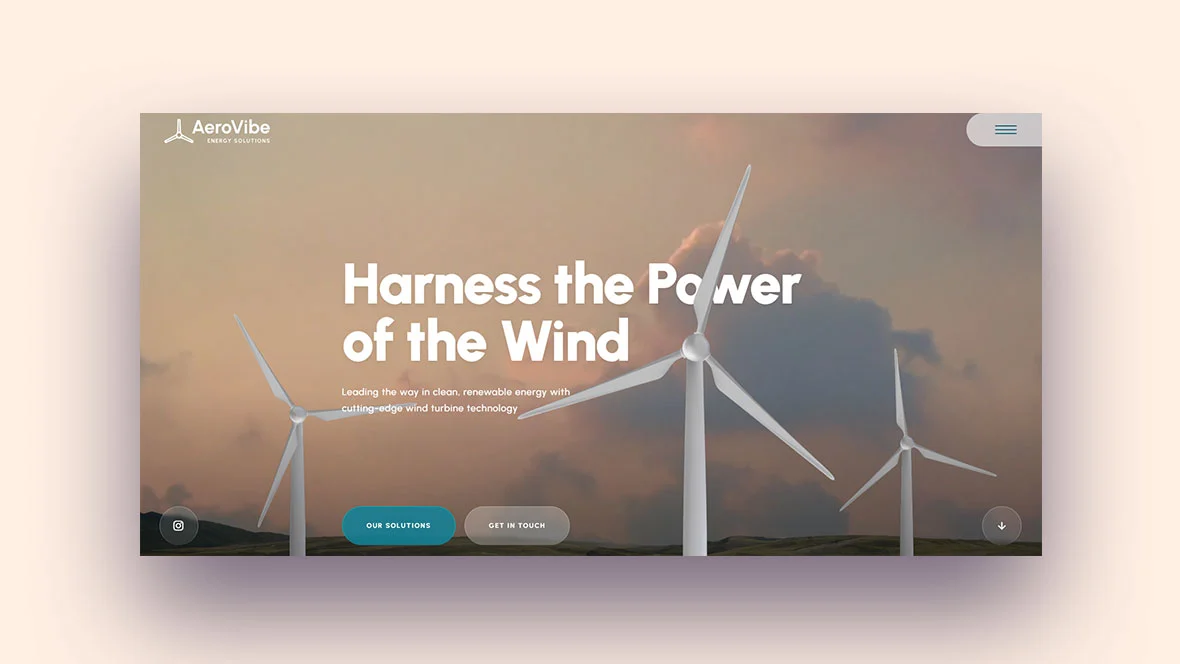 AeroVibe
ENERGY SOLUTIONS
Harness the Power
of the Wind
Leading the way in clean, renewable energy with
cutting-edge wind turbine technology
OUR SOLUTIONS
GET IN TOUCH